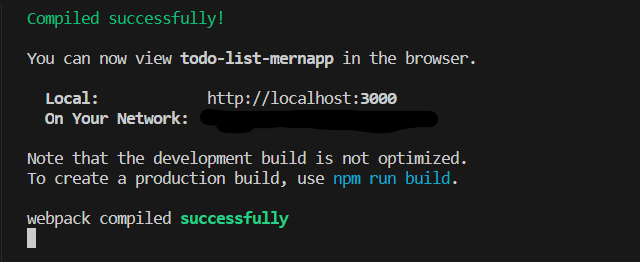 Compiled successfully!
You can now view todo-list-mernapp in the browser.
Local: http://localhost:3000
On Your Network:
Note that the development build is not optimized.
To create a production build, use npm run build.
webpack compiled successfully